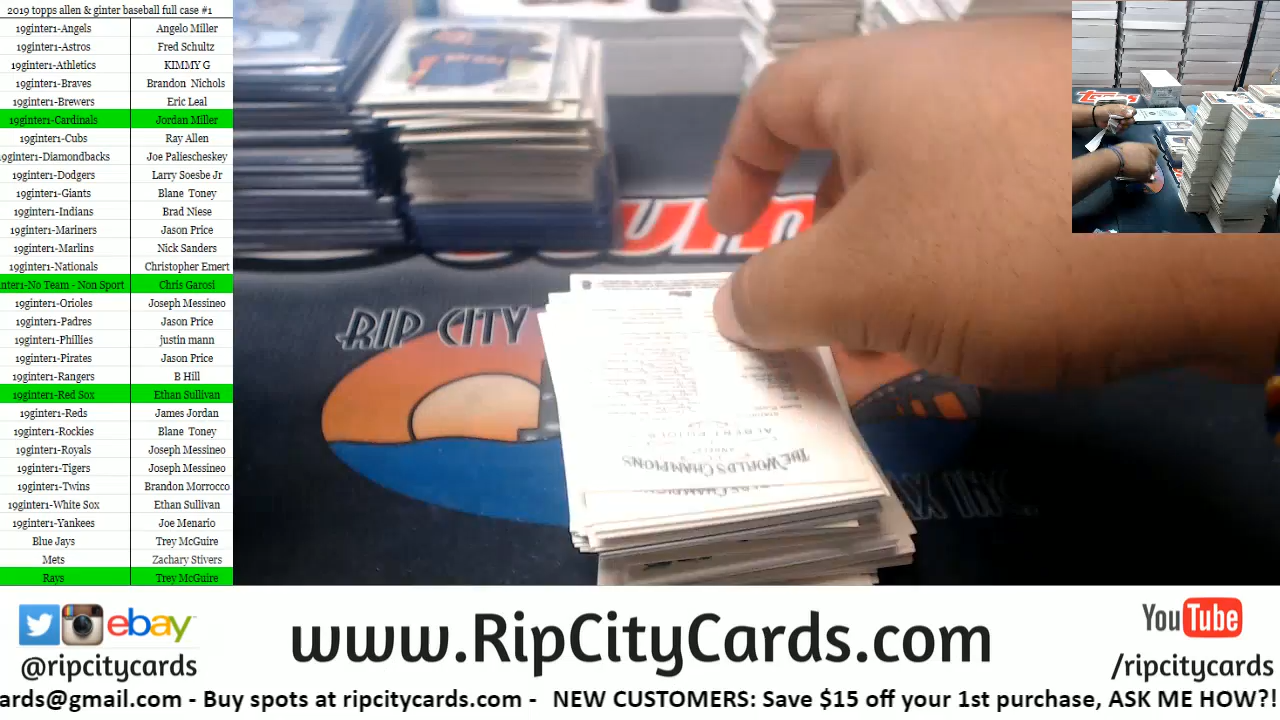 2019 topps allen & ginter baseball full case #1
19ginter1-Angels Angelo Miller
19ginter1-Astros Fred Schultz
19ginter1-Athletics KIMMY G
19ginter1-Braves Brandon Nichols
19ginter1-Brewers Eric Leal
19ginter1-Cardinals Jordan Miller
19ginter1-Cubs Ray Allen
19ginter1-Diamondbacks Joe Paliescheskey
19ginter1-Dodgers Larry Soesbe Jr
19ginter1-Giants Blane Toney
19ginter1-Indians Brad Niese
19ginter1-Mariners Jason Price
19ginter1-Marlins Nick Sanders
19ginter1-Nationals Christopher Emert
inter1-No Team - Non Sport Chris Garosi
19ginter1-Orioles Joseph Messineo
19ginter1-Padres Jason Price
19ginter1-Phillies justin mann
19ginter1-Pirates Jason Price
19ginter1-Rangers B Hill
19ginter1-Red Sox Ethan Sullivan
19ginter1-Reds James Jordan
19ginter1-Rockies Blane Toney
19ginter1-Royals Joseph Messineo
19ginter1-Tigers Joseph Messineo
19ginter1-Twins Brandon Morrocco
19ginter1-White Sox Ethan Sullivan
19ginter1-Yankees Joe Menario
Blue Jays Trey McGuire
Mets Zachary Stivers
Rays Trey McGuire
RIP CITY
ALBERT PUJOLS
ANGELS
THE WORLD'S CHAMPIONS
topps
ebay
@ripcitycards
www.RipCityCards.com
YouTube
/ripcitycards
ards@gmail.com - Buy spots at ripcitycards.com - NEW CUSTOMERS: Save $15 off your 1st purchase, ASK ME HOW?!